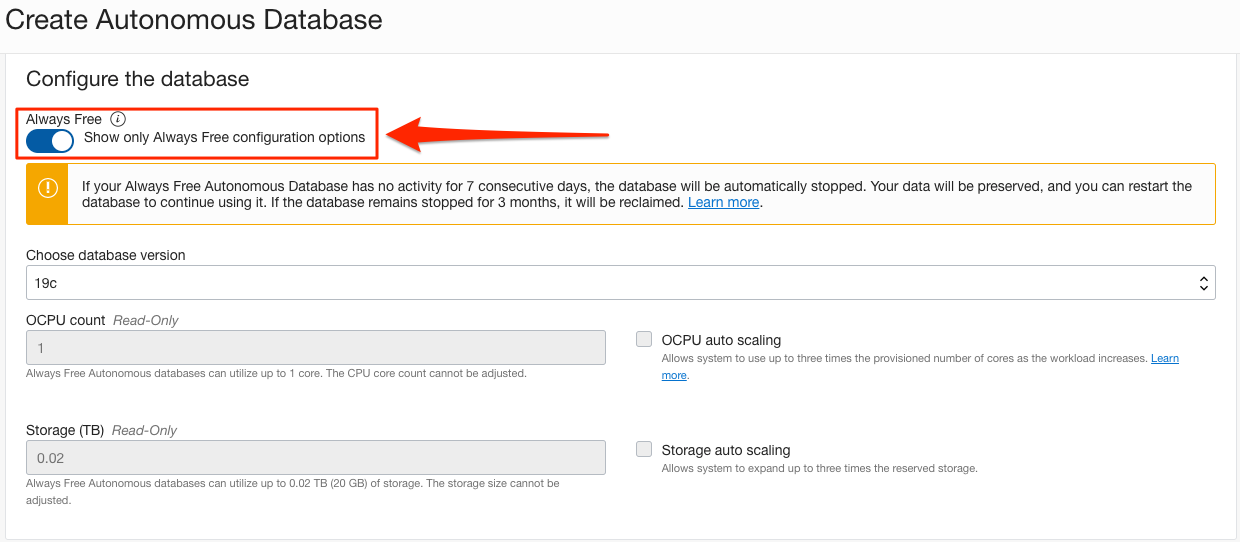 Create Autonomous Database
Configure the database
Always Free
Show only Always Free configuration options
If your Always Free Autonomous Database has no activity for 7 consecutive days, the database will be automatically stopped. Your data will be preserved, and you can restart the
database to continue using it. If the database remains stopped for 3 months, it will be reclaimed. Learn more.
Choose database version
19c
OCPU count Read-Only
1
Always Free Autonomous databases can utilize up to 1 core. The CPU core count cannot be adjusted.
OCPU auto scaling
Allows system to use up to three times the provisioned number of cores as the workload increases. Learn
more.
Storage (TB) Read-Only
0.02
Always Free Autonomous databases can utilize up to 0.02 TB (20 GB) of storage. The storage size cannot be
adjusted.
Storage auto scaling
Allows system to expand up to three times the reserved storage.